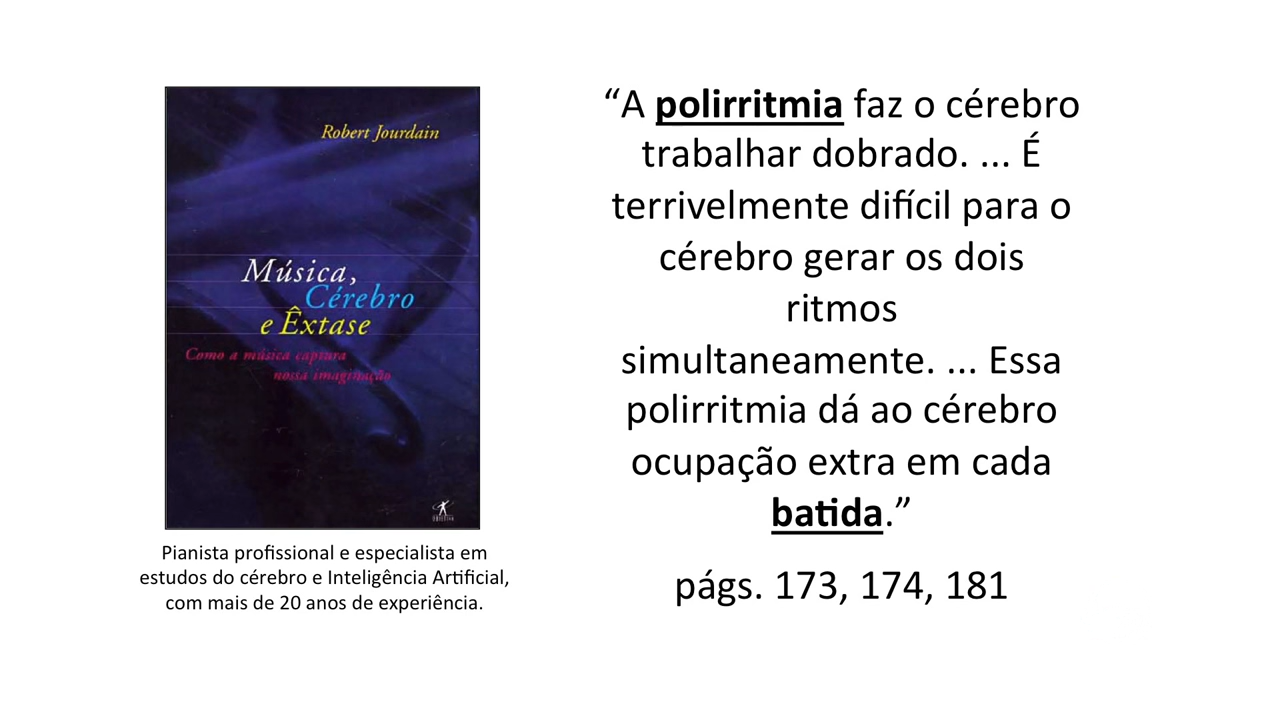 Robert Jourdain
Música,
Cérebro
e Êxtase
Como a música captura
nossa imaginação
Pianista profissional e especialista em
estudos do cérebro e Inteligência Artificial,
com mais de 20 anos de experiência.
“A polirritmia faz o cérebro
trabalhar dobrado. ... É
terrivelmente difícil para o
cérebro gerar os dois
ritmos
simultaneamente. ... Essa
polirritmia dá ao cérebro
ocupação extra em cada
batida.”
págs. 173, 174, 181